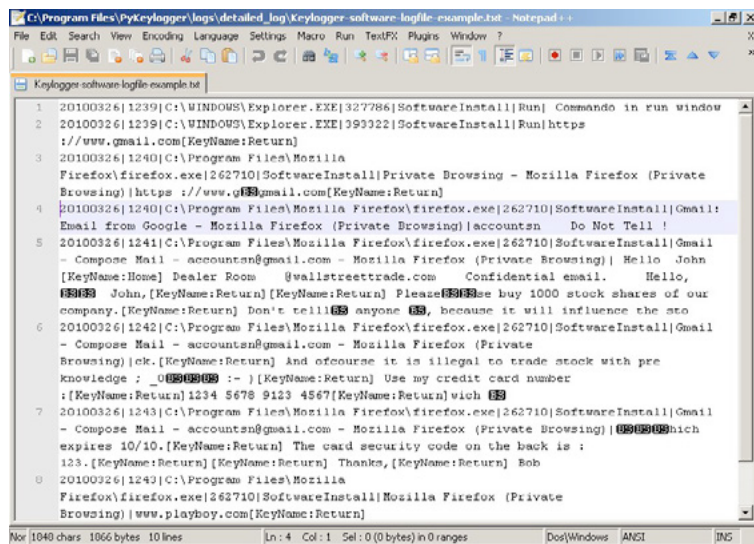 C:\Program Files\PyKeylogger\logs\detailed_log\Keylogger-software-logfile-example.txt - Notepad++
File Edit Search View Encoding Language Settings Macro Run TextFX Plugins Window ?
X
Keylogger-software-logfile-example.txt
1 20100326|1239|C:\WINDOWS\Explorer.EXE|327786|SoftwareInstall|Run| Commando in run window
2 20100326|1239|C:\WINDOWS\Explorer.EXE|393322|SoftwareInstall|Run|https
://www.gmail.com[KeyName:Return]
3 20100326|1240|C:\Program Files\Mozilla
Firefox\firefox.exe|262710|SoftwareInstall|Private Browsing - Mozilla Firefox (Private
Browsing)|https ://www.gBSgmail.com[KeyName:Return]
4 20100326|1240|C:\Program Files\Mozilla Firefox\firefox.exe|262710|SoftwareInstall|Gmail:
Email from Google - Mozilla Firefox (Private Browsing)|accountsn Do Not Tell !
5 20100326|1241|C:\Program Files\Mozilla Firefox\firefox.exe|262710|SoftwareInstall|Gmail
- Compose Mail - accountsn@gmail.com - Mozilla Firefox (Private Browsing)| Hello John
[KeyName:Home] Dealer Room @wallstreettrade.com Confidential email. Hello,
BSBS John,[KeyName:Return][KeyName:Return] PleazeBSBSse buy 1000 stock shares of our
company.[KeyName:Return] Don't telllBS anyone BS, because it will influence the sto
6 20100326|1242|C:\Program Files\Mozilla Firefox\firefox.exe|262710|SoftwareInstall|Gmail
- Compose Mail - accountsn@gmail.com - Mozilla Firefox (Private
Browsing)|ck.[KeyName:Return] And ofcourse it is illegal to trade stock with pre
knowledge ; _OBSBSBS :- )[KeyName:Return] Use my credit card number
:[KeyName:Return]1234 5678 9123 4567[KeyName:Return]wich BS
7 20100326|1243|C:\Program Files\Mozilla Firefox\firefox.exe|262710|SoftwareInstall|Gmail
- Compose Mail - accountsn@gmail.com - Mozilla Firefox (Private Browsing)|BSBSBShich
expires 10/10.[KeyName:Return] The card security code on the back is :
123.[KeyName:Return][KeyName:Return] Thanks,[KeyName:Return] Bob
8 20100326|1243|C:\Program Files\Mozilla
Firefox\firefox.exe|262710|SoftwareInstall|Mozilla Firefox (Private
Browsing)|www.playboy.com[KeyName:Return]
Nor 1040 chars 1066 bytes 10 lines Ln : 4 Col : 1 Sel : 0 (0 bytes) in 0 ranges Dos\Windows ANSI INS